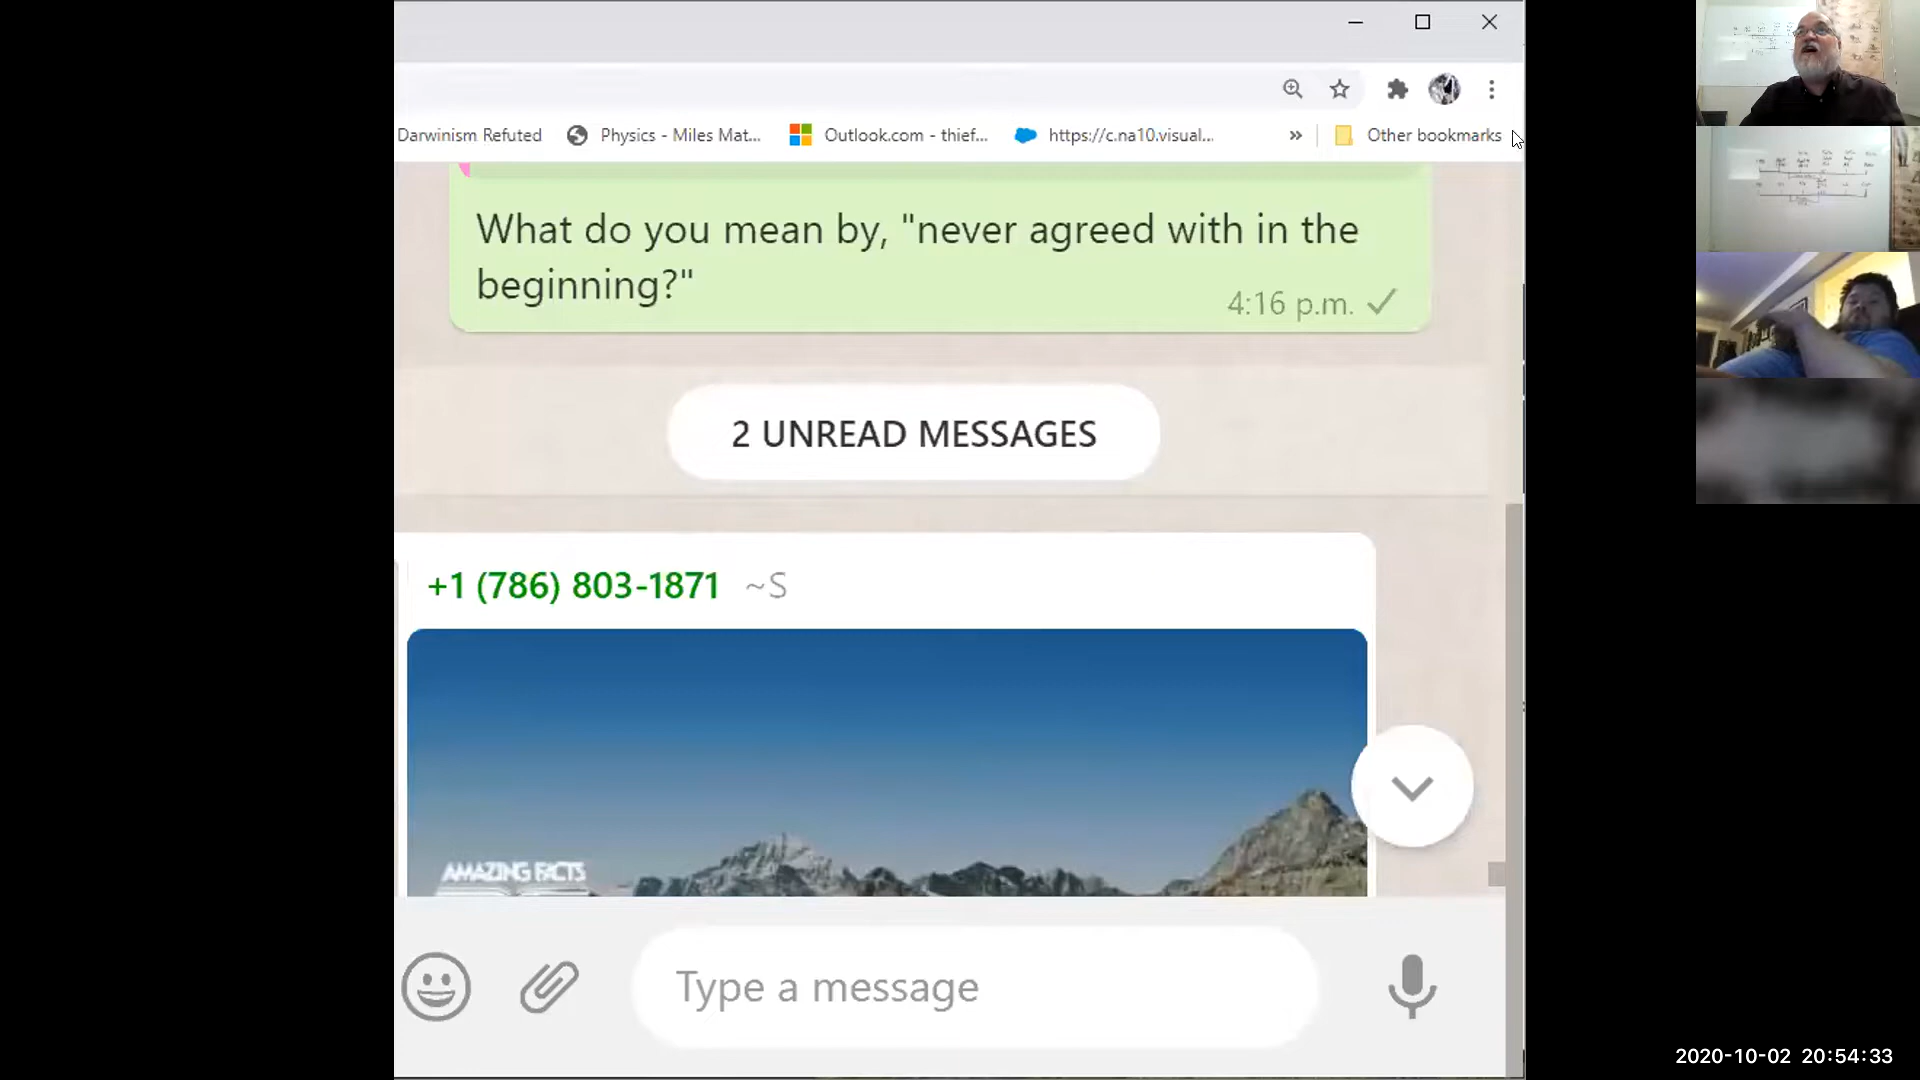 Darwinism Refuted
Physics - Miles Mat...
Outlook.com - thief...
https://c.na10.visual...
»
Other bookmarks
What do you mean by, "never agreed with in the
beginning?"
4:16 p.m.
2 UNREAD MESSAGES
+1 (786) 803-1871 ~S
AMAZING FACTS
Type a message
2020-10-02 20:54:33